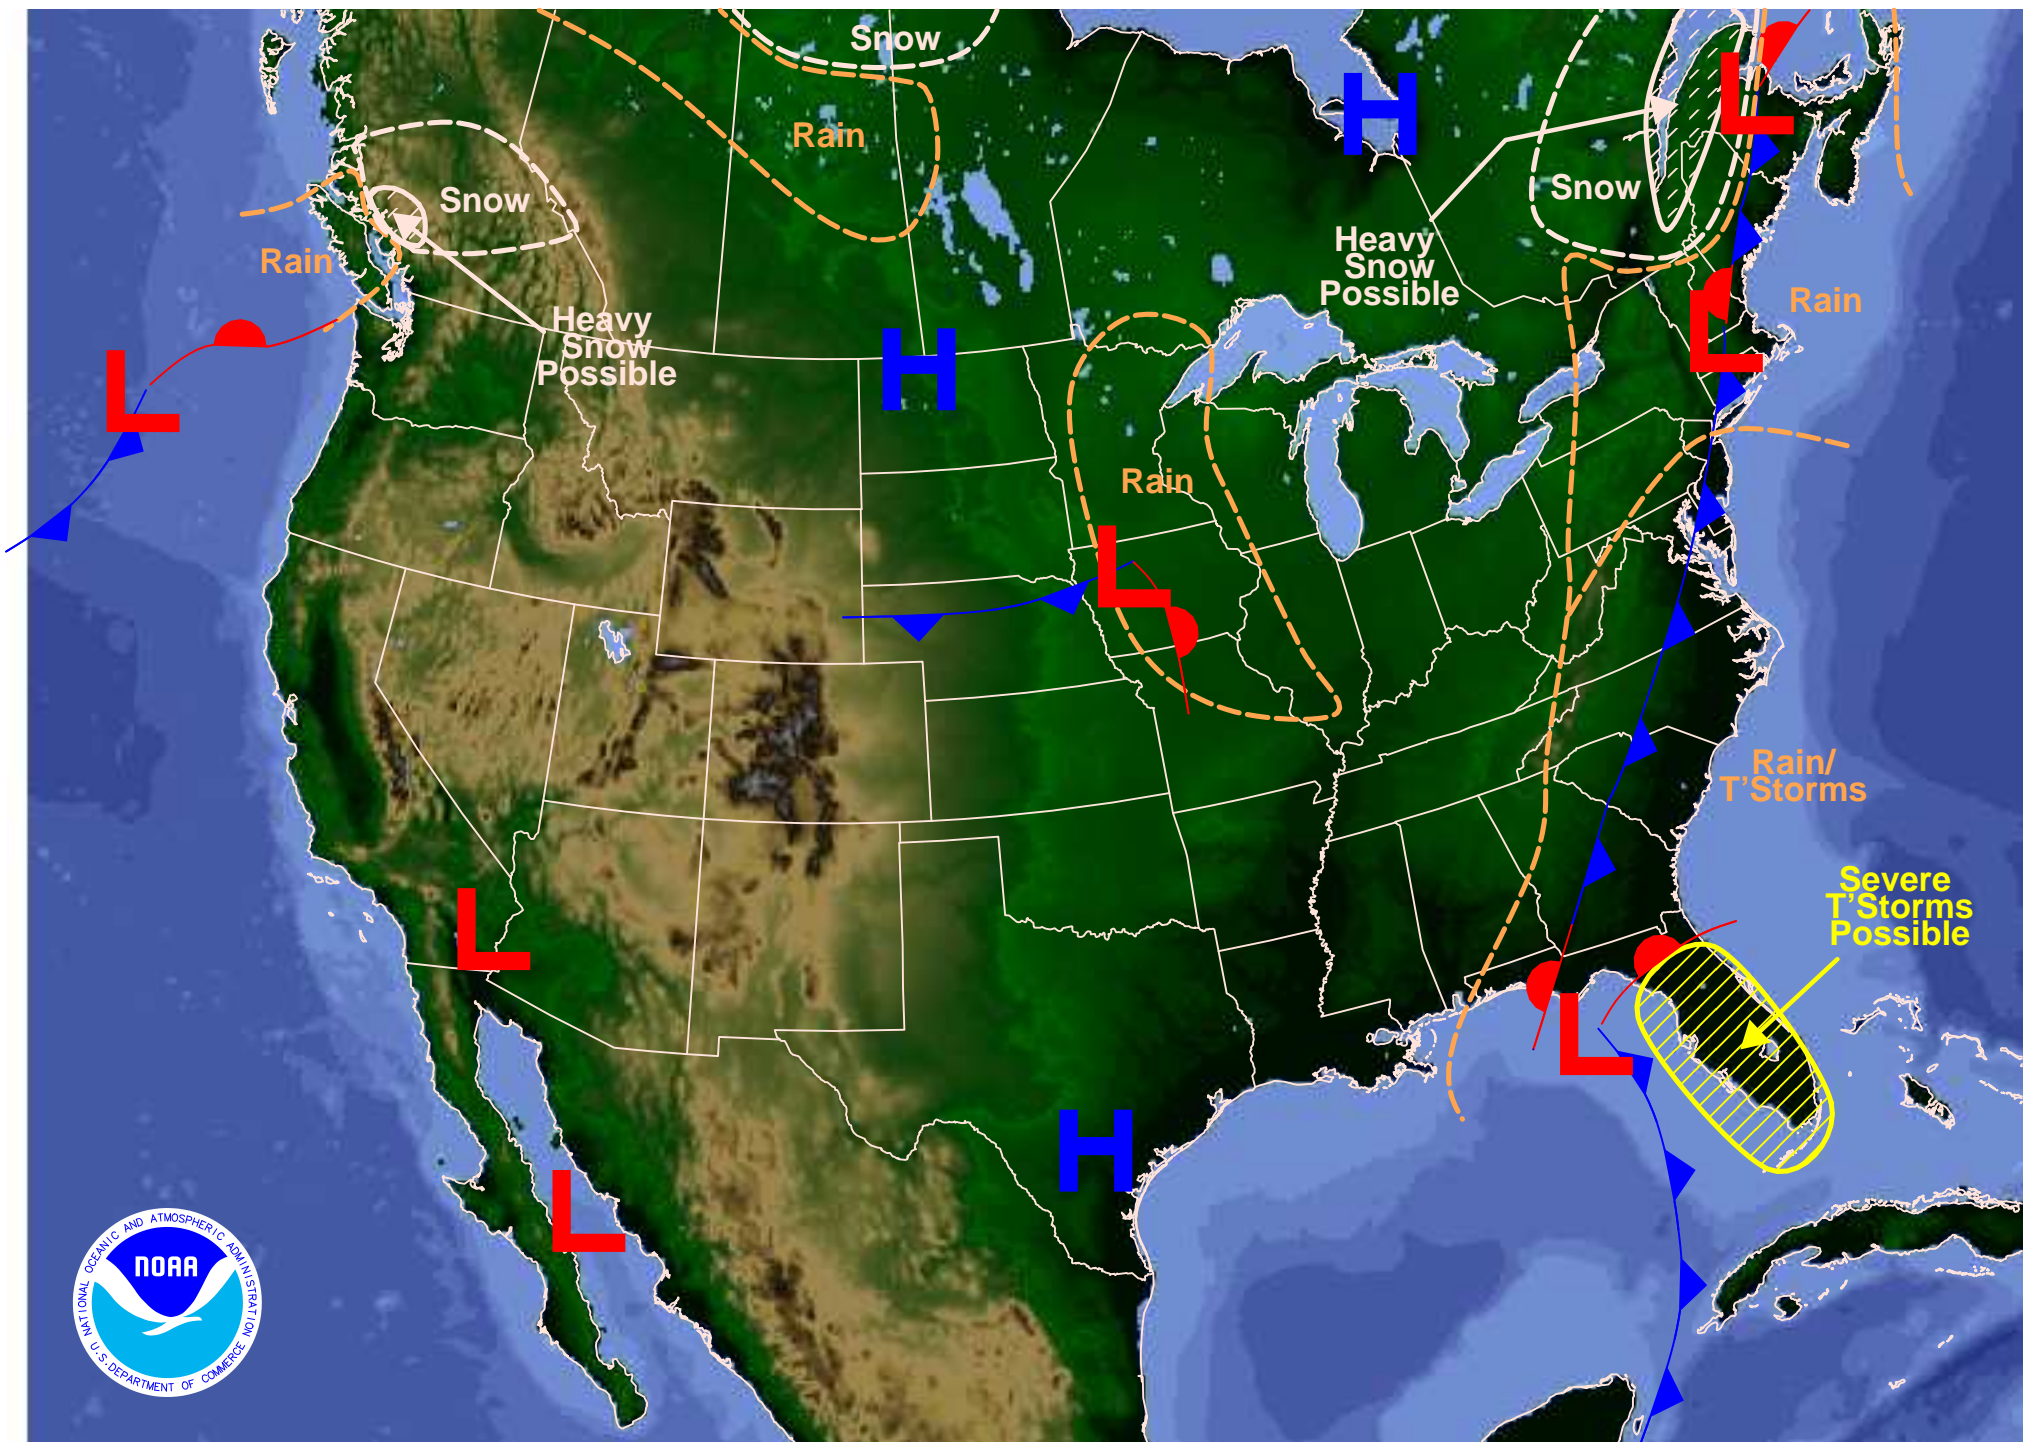 Snow
Rain
Snow
Rain
Heavy
Snow
Possible
H
L
H
H
L
Rain
L
Heavy
Snow
Possible
Snow
L
L
Rain
Rain/
T'Storms
Severe
T'Storms
Possible
L
L
H
L
NATIONAL OCEANIC AND ATMOSPHERIC ADMINISTRATION
NOAA
U.S. DEPARTMENT OF COMMERCE